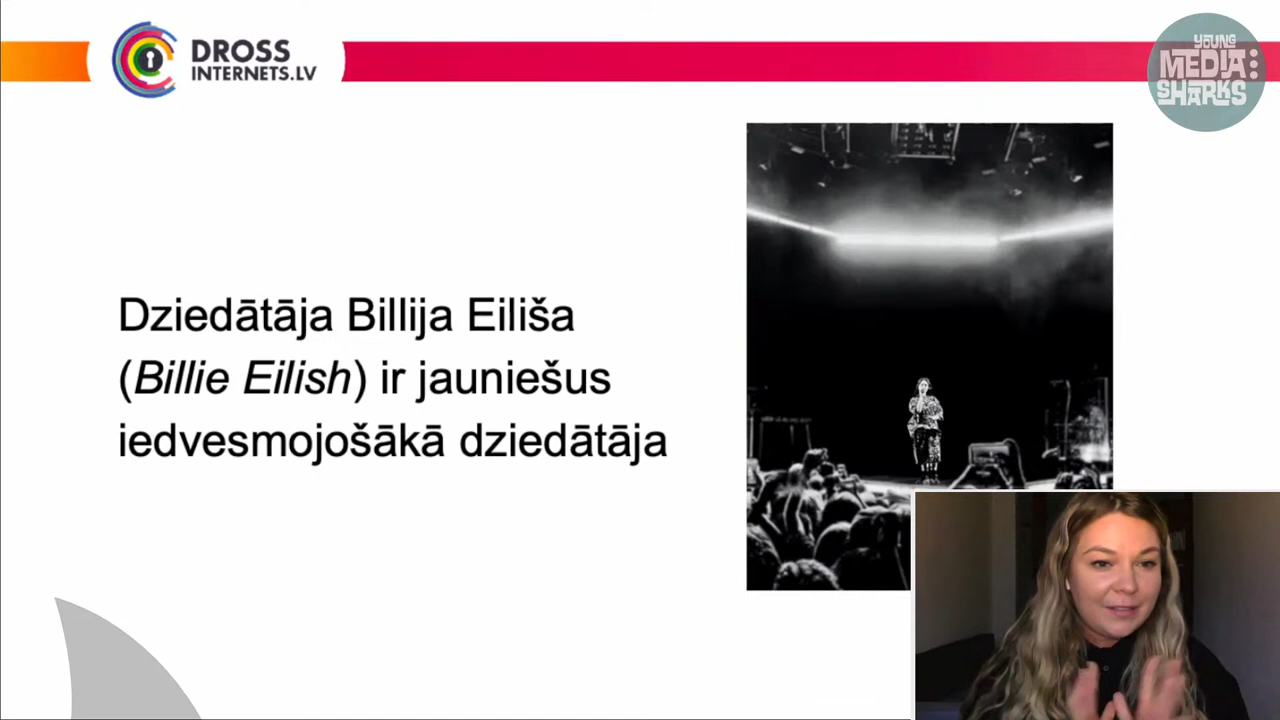 DROSS
INTERNETS.LV
YOUNG
MEDIA:
SHARKS
Dziedātāja Billija Eiliša
(Billie Eilish) ir jauniešus
iedvesmojošākā dziedātāja